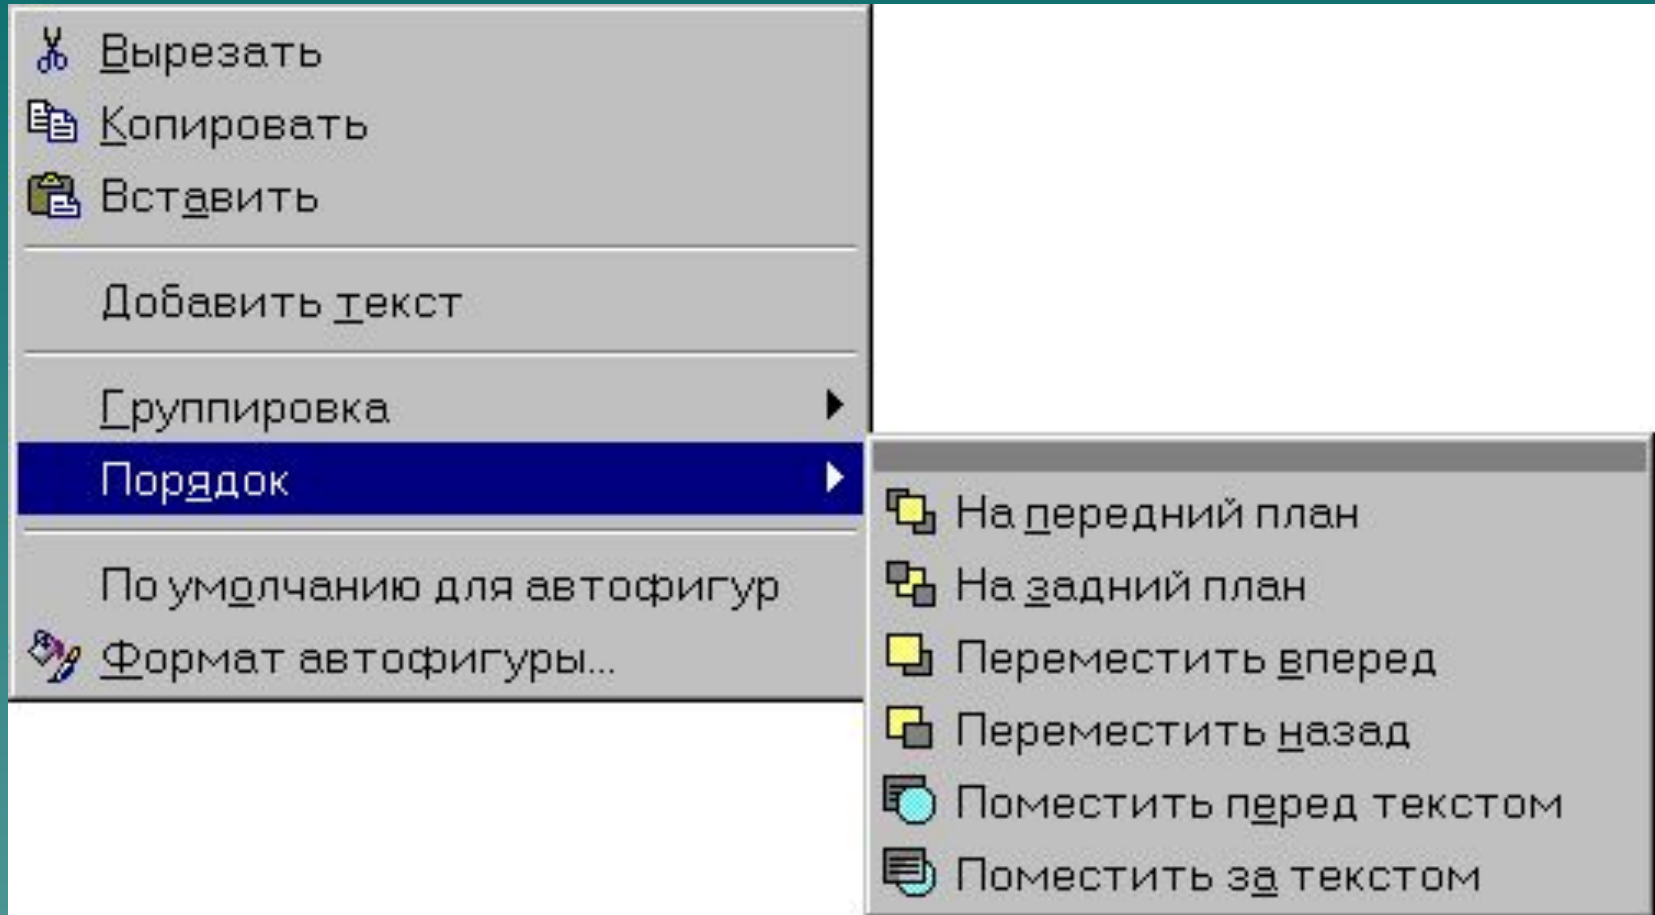 Вырезать
Копировать
Вставить
Добавить текст
Группировка
Порядок
По умолчанию для автофигур
Формат автофигуры...
На передний план
На задний план
Переместить вперед
Переместить назад
Поместить перед текстом
Поместить за текстом